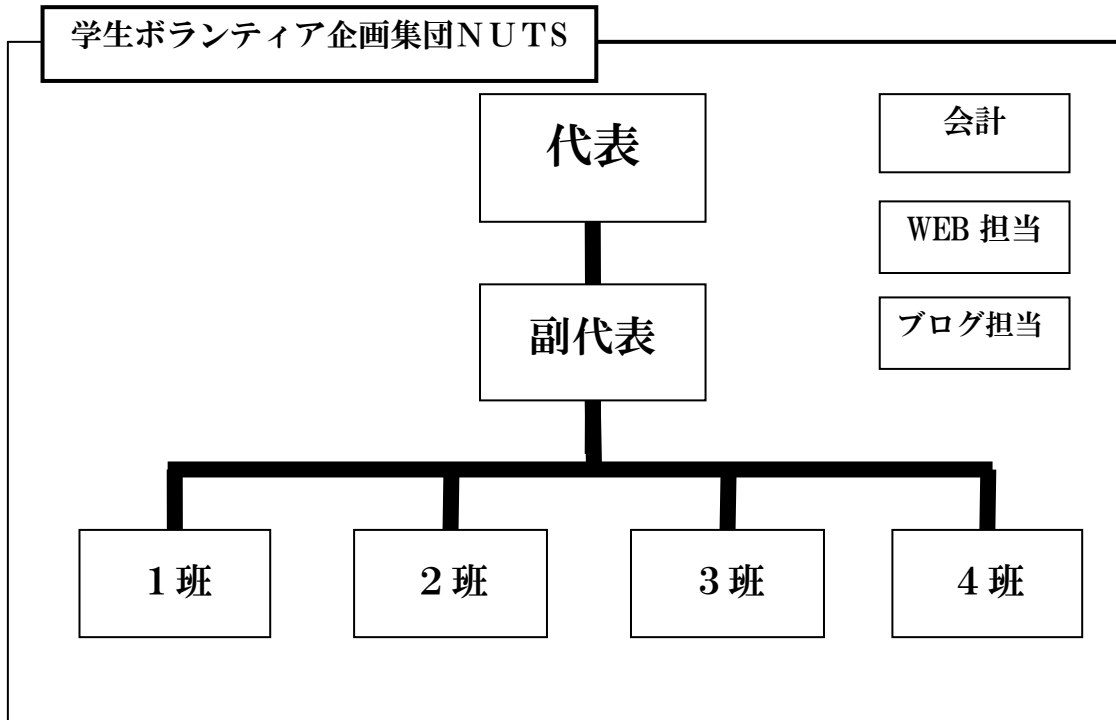 学生ボランティア企画集団ＮＵＴＳ
代表
会計
WEB 担当
副代表
ブログ担当
１班
２班
３班
４班